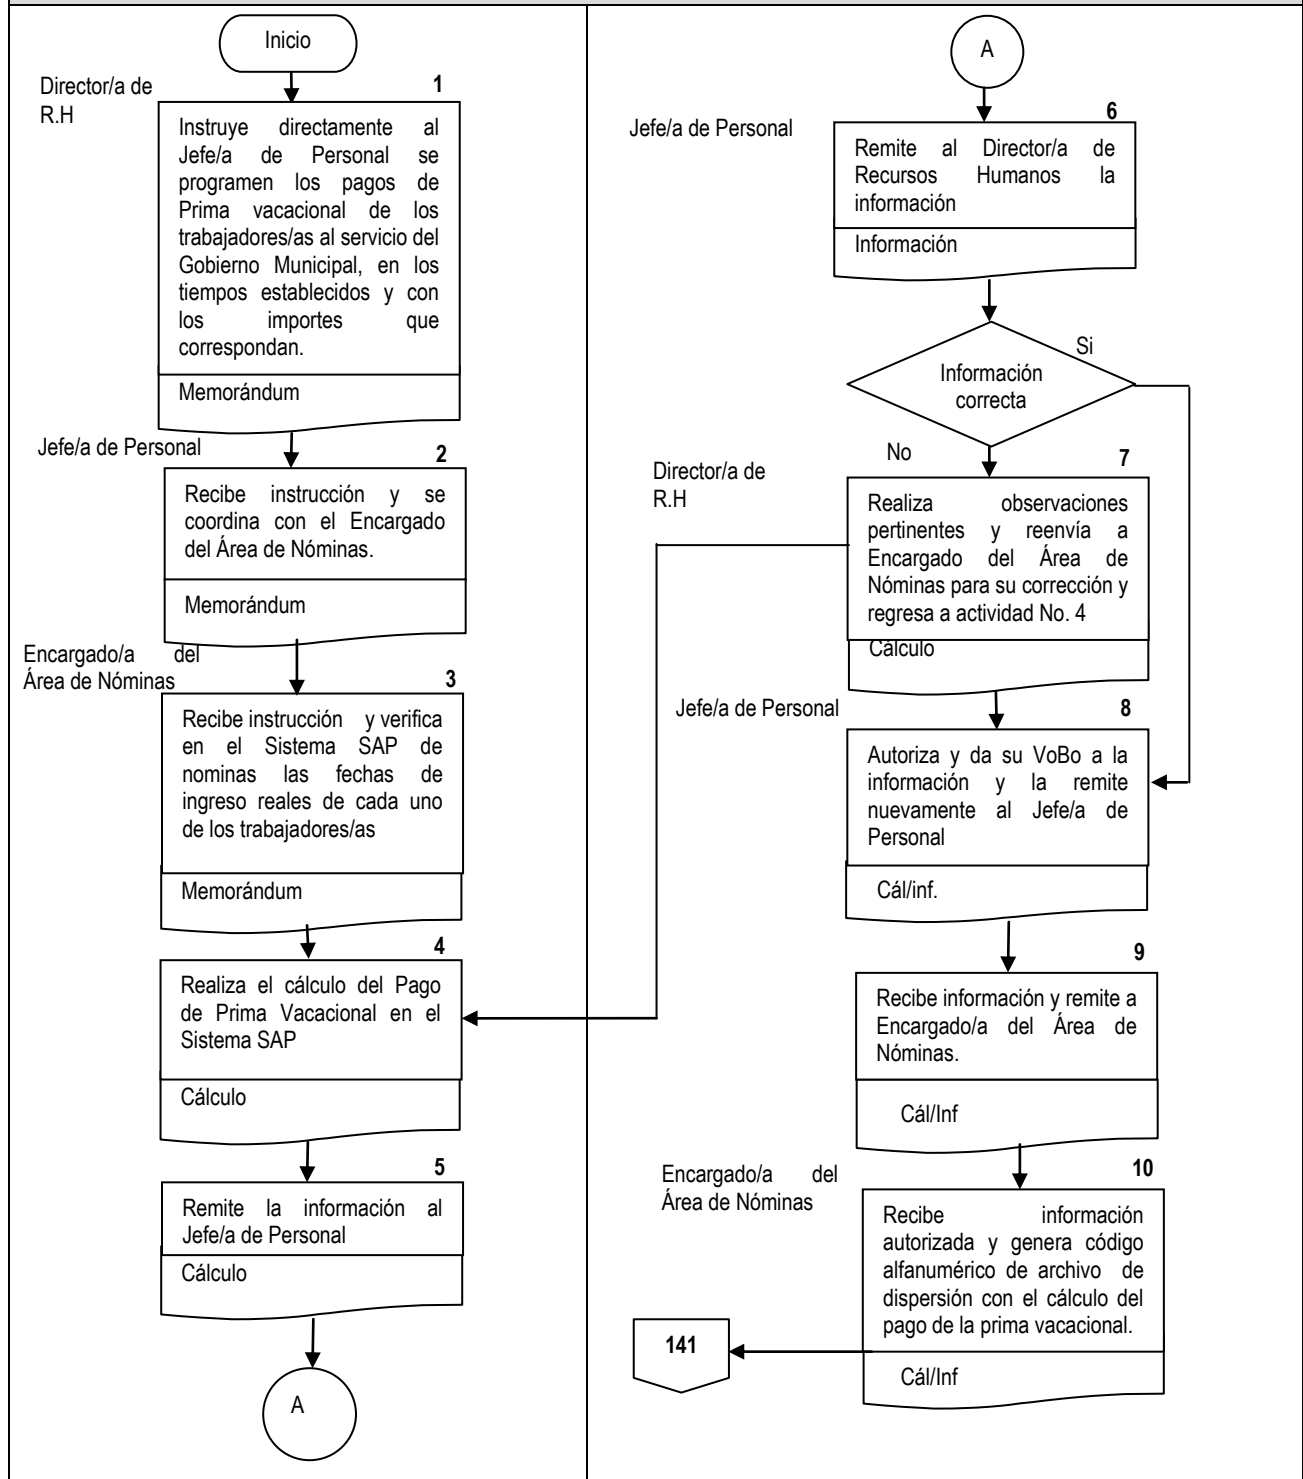 Inicio
Director/a de
R.H
1
Instruye directamente al
Jefe/a de Personal se
programen los pagos de
Prima vacacional de los
trabajadores/as al servicio del
Gobierno Municipal, en los
tiempos establecidos y con
los importes que
correspondan.
Memorándum
Jefe/a de Personal
2
Recibe instrucción y se
coordina con el Encargado
del Área de Nóminas.
Memorándum
Encargado/a del
Área de Nóminas
3
Recibe instrucción y verifica
en el Sistema SAP de
nominas las fechas de
ingreso reales de cada uno
de los trabajadores/as
Memorándum
4
Realiza el cálculo del Pago
de Prima Vacacional en el
Sistema SAP
Cálculo
5
Remite la información al
Jefe/a de Personal
Cálculo
A
A
Jefe/a de Personal
6
Remite al Director/a de
Recursos Humanos la
información
Información
Información
correcta
Si
No
Director/a de
R.H
7
Realiza observaciones
pertinentes y reenvía a
Encargado del Área de
Nóminas para su corrección y
regresa a actividad No. 4
Cálculo
Jefe/a de Personal
8
Autoriza y da su VoBo a la
información y la remite
nuevamente al Jefe/a de
Personal
Cál/inf.
9
Recibe información y remite a
Encargado/a del Área de
Nóminas.
Cál/Inf
Encargado/a del
Área de Nóminas
10
Recibe información
autorizada y genera código
alfanumérico de archivo de
dispersión con el cálculo del
pago de la prima vacacional.
Cál/Inf
141